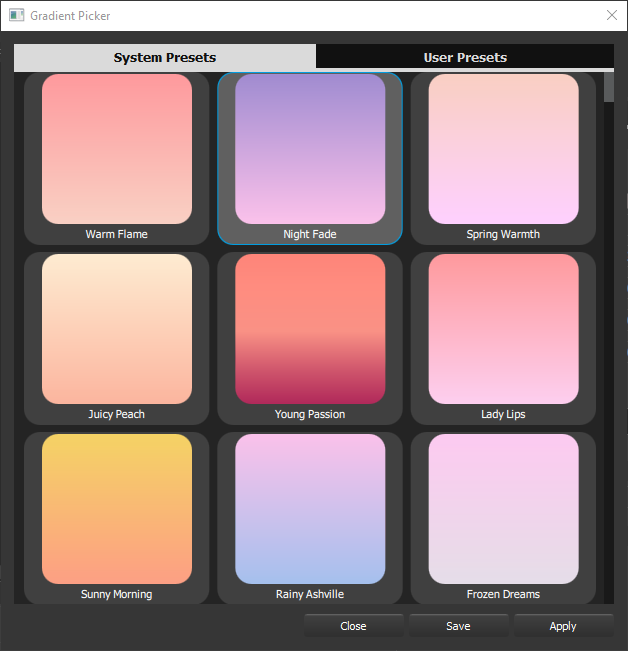 Gradient Picker
System Presets
User Presets
Warm Flame
Night Fade
Spring Warmth
Juicy Peach
Young Passion
Lady Lips
Sunny Morning
Rainy Ashville
Frozen Dreams
Close
Save
Apply